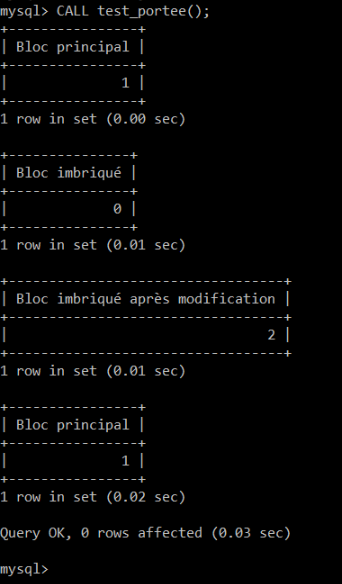 mysql> CALL test_portee();
+----------------+
| Bloc principal |
+----------------+
|              1 |
+----------------+
1 row in set (0.00 sec)

+---------------+
| Bloc imbriqué |
+---------------+
|             0 |
+---------------+
1 row in set (0.01 sec)

+----------------------------------+
| Bloc imbriqué après modification |
+----------------------------------+
|                                2 |
+----------------------------------+
1 row in set (0.01 sec)

+----------------+
| Bloc principal |
+----------------+
|              1 |
+----------------+
1 row in set (0.02 sec)

Query OK, 0 rows affected (0.03 sec)

mysql>